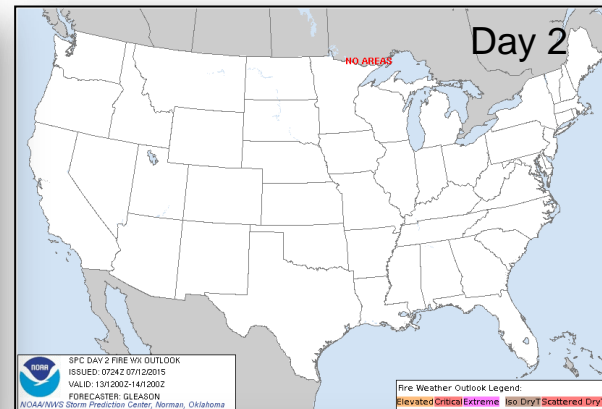 Day 2
NO AREAS
SPC DAY 2 FIRE WX OUTLOOK
ISSUED: 0724Z 07/12/2015
VALID: 13/1200Z-14/1200Z
FORECASTER: GLEASON
NOAA/NWS Storm Prediction Center, Norman, Oklahoma
NOAA
Fire Weather Outlook Legend:
Elevated Critical Extreme Iso DryT Scattered Dry